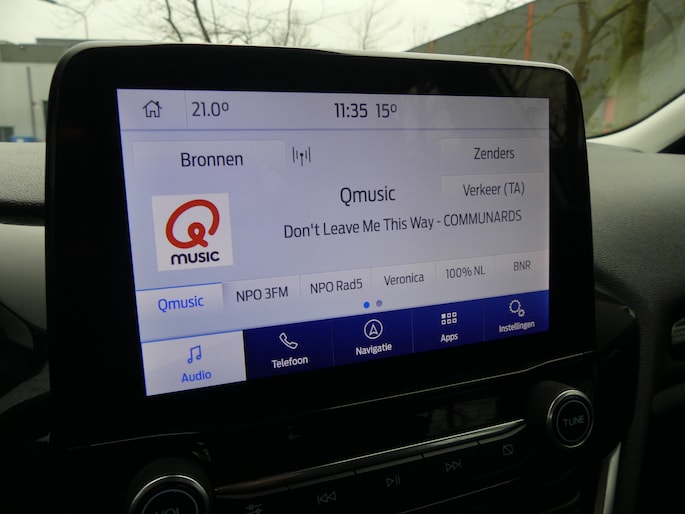 21.0° 11:35 15°
Bronnen Zenders
Qmusic Verkeer (TA)
Don't Leave Me This Way - COMMUNARDS
Q
MUSIC
Qmusic NPO 3FM NPO Rad5 Veronica 100% NL BNR
Audio Telefoon Navigatie Apps Instellingen
TUNE
VOL